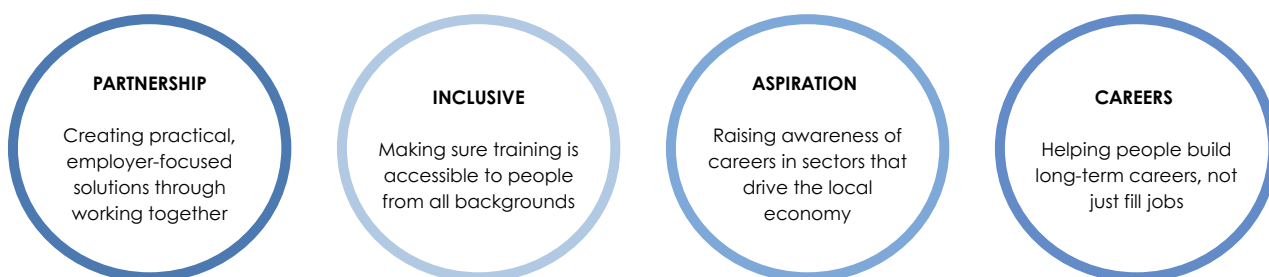 PARTNERSHIP
Creating practical,
employer-focused
solutions through
working together
INCLUSIVE
Making sure training is
accessible to people
from all backgrounds
ASPIRATION
Raising awareness of
careers in sectors that
drive the local
economy
CAREERS
Helping people build
long-term careers, not
just fill jobs